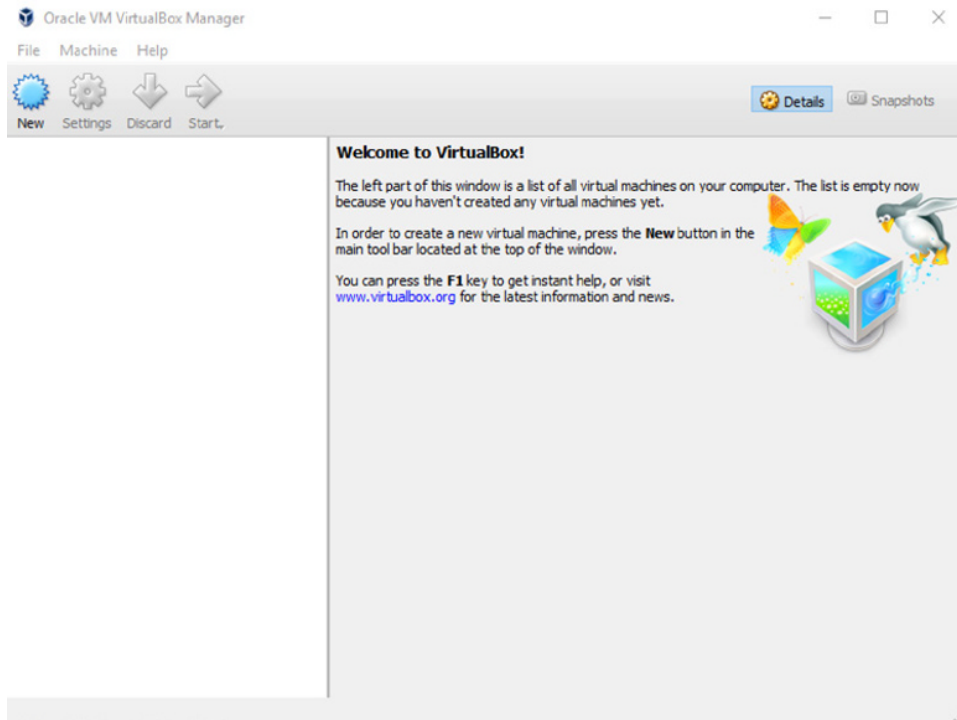 Oracle VM VirtualBox Manager
File Machine Help
New Settings Discard Start
Details Snapshots
Welcome to VirtualBox!
The left part of this window is a list of all virtual machines on your computer. The list is empty now
because you haven't created any virtual machines yet.
In order to create a new virtual machine, press the New button in the
main tool bar located at the top of the window.
You can press the F1 key to get instant help, or visit
www.virtualbox.org for the latest information and news.